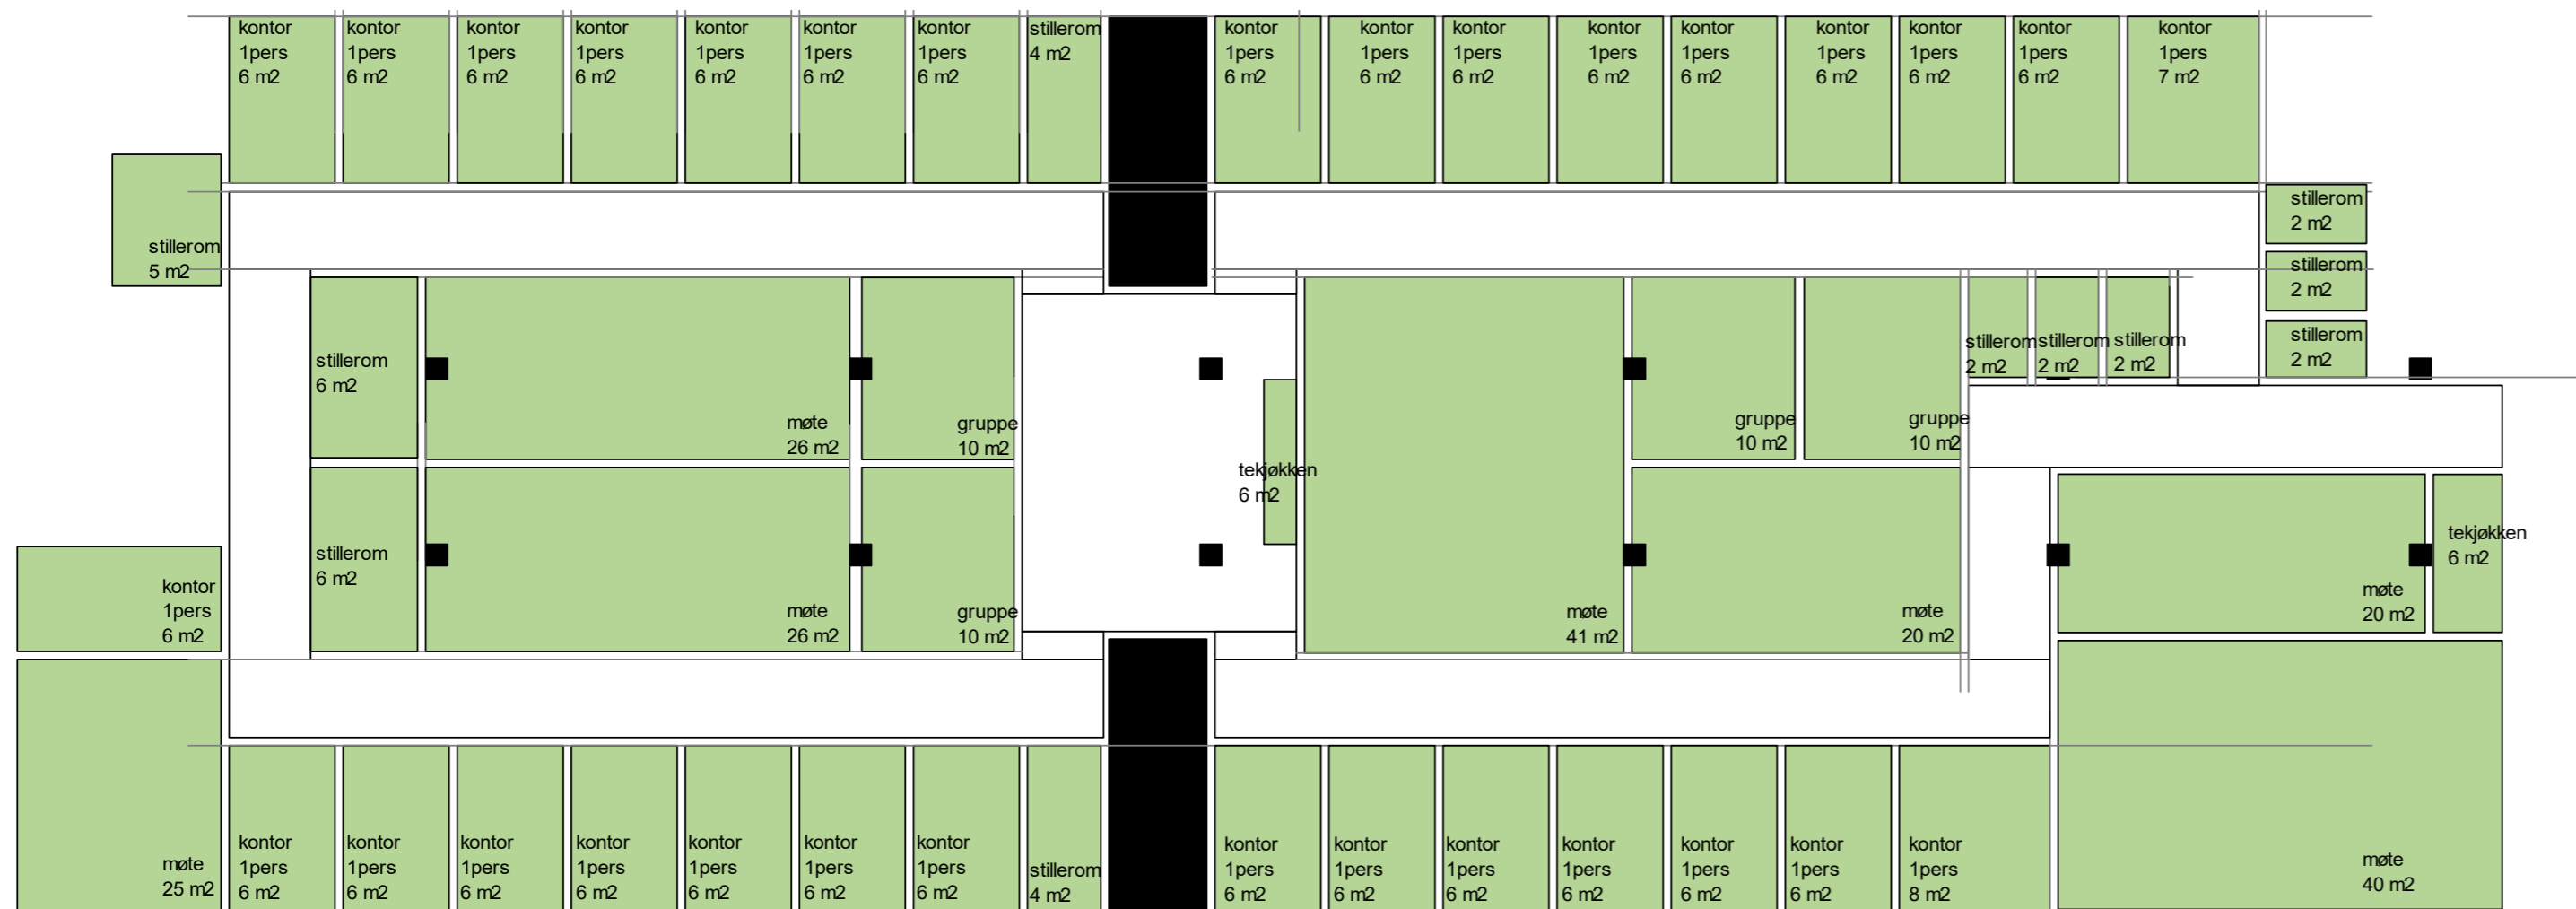 kontor
1pers
6 m2
kontor
1pers
6 m2
kontor
1pers
6 m2
kontor
1pers
6 m2
kontor
1pers
6 m2
kontor
1pers
6 m2
kontor
1pers
6 m2
stillerom
4 m2
kontor
1pers
6 m2
kontor
1pers
6 m2
kontor
1pers
6 m2
kontor
1pers
6 m2
kontor
1pers
6 m2
kontor
1pers
6 m2
kontor
1pers
6 m2
kontor
1pers
6 m2
kontor
1pers
7 m2
stillerom
5 m2
stillerom
2 m2
stillerom
2 m2
stillerom
2 m2
stillerom
6 m2
møte
26 m2
gruppe
10 m2
tekjøkken
6 m2
gruppe
10 m2
gruppe
10 m2
stillerom
2 m2
stillerom
2 m2
stillerom
2 m2
kontor
1pers
6 m2
stillerom
6 m2
møte
26 m2
gruppe
10 m2
møte
41 m2
møte
20 m2
møte
20 m2
tekjøkken
6 m2
møte
25 m2
kontor
1pers
6 m2
kontor
1pers
6 m2
kontor
1pers
6 m2
kontor
1pers
6 m2
kontor
1pers
6 m2
kontor
1pers
6 m2
kontor
1pers
6 m2
stillerom
4 m2
kontor
1pers
6 m2
kontor
1pers
6 m2
kontor
1pers
6 m2
kontor
1pers
6 m2
kontor
1pers
6 m2
kontor
1pers
6 m2
kontor
1pers
8 m2
møte
40 m2